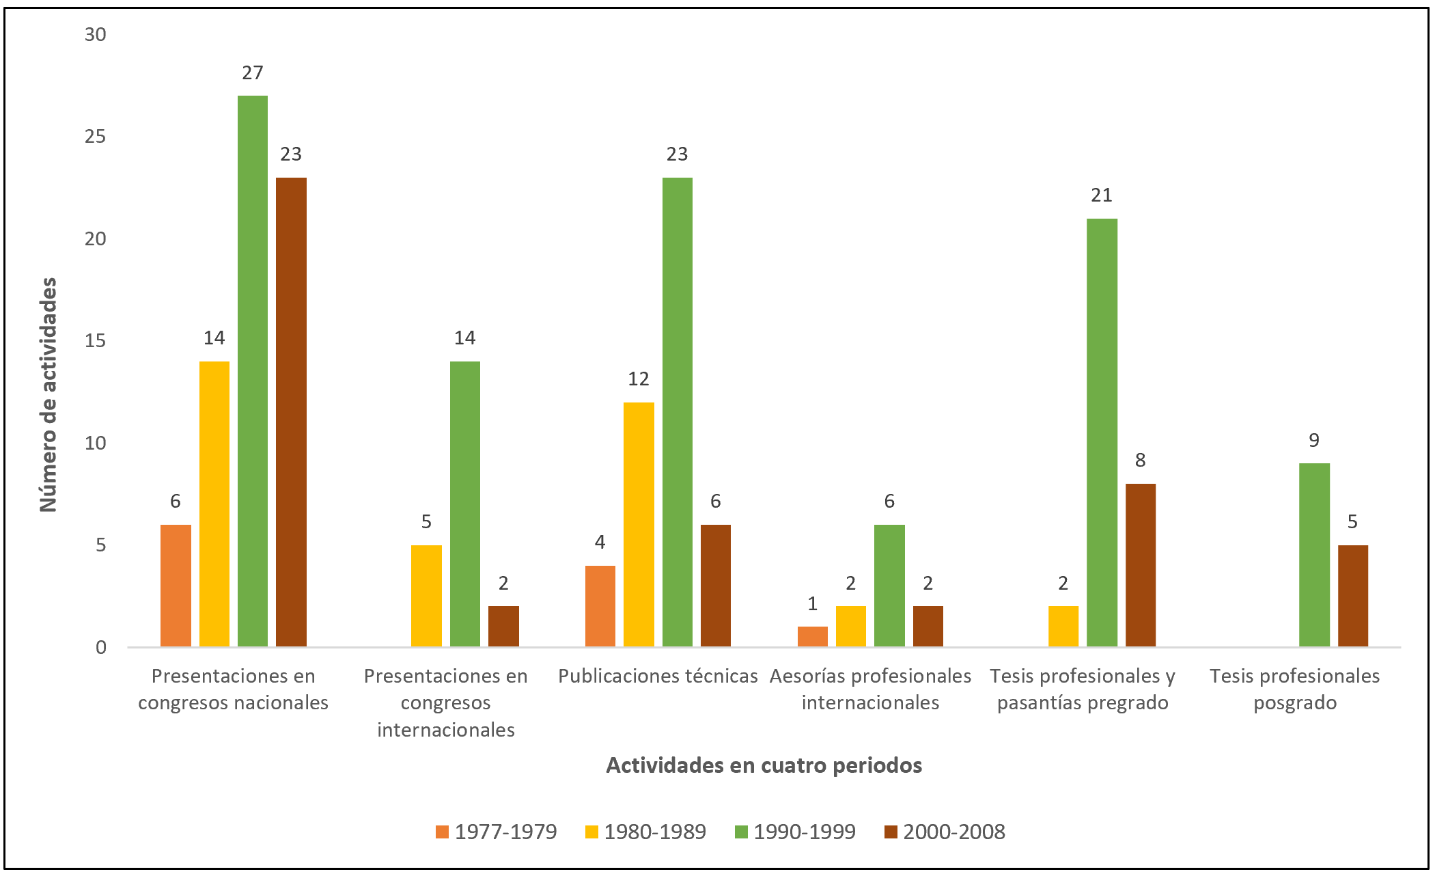 30
25
20
15
10
5
0
Número de actividades
6
14
27
23
5
14
2
4
12
23
6
1
2
6
2
2
21
8
9
5
Presentaciones en
congresos nacionales
Presentaciones en
congresos
internacionales
Publicaciones técnicas
Aesorías profesionales
internacionales
Tesis profesionales y
pasantías pregrado
Tesis profesionales
posgrado
Actividades en cuatro periodos
1977-1979
1980-1989
1990-1999
2000-2008